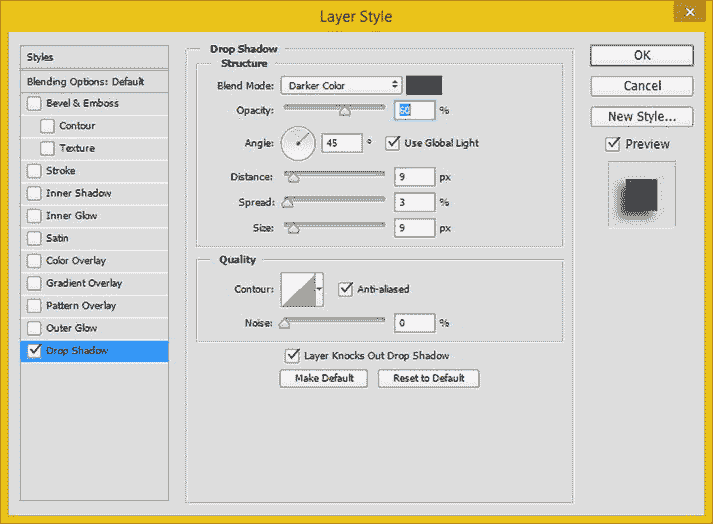 Layer Style
Styles
Blending Options: Default
Bevel & Emboss
Contour
Texture
Stroke
Inner Shadow
Inner Glow
Satin
Color Overlay
Gradient Overlay
Pattern Overlay
Outer Glow
Drop Shadow
Drop Shadow
Structure
Blend Mode: Darker Color
Opacity: %
Angle: 45 ° Use Global Light
Distance: 9 px
Spread: 3 %
Size: 9 px
Quality
Contour: Anti-aliased
Noise: 0 %
Layer Knocks Out Drop Shadow
Make Default Reset to Default
OK
Cancel
New Style...
Preview